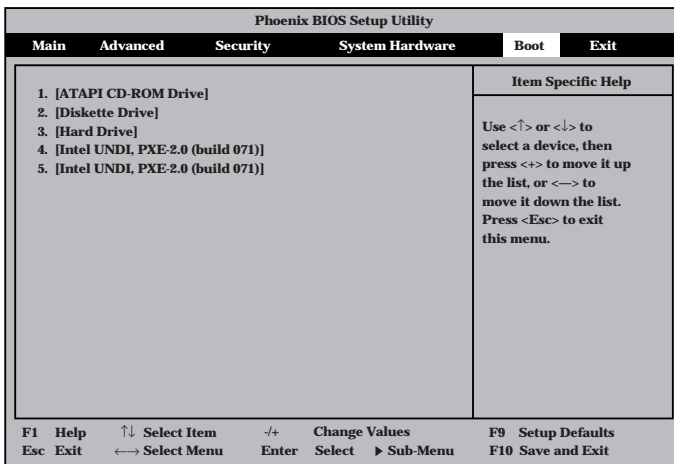 Phoenix BIOS Setup Utility
Main Advanced Security System Hardware Boot Exit
1. [ATAPI CD-ROM Drive]
2. [Diskette Drive]
3. [Hard Drive]
4. [Intel UNDI, PXE-2.0 (build 071)]
5. [Intel UNDI, PXE-2.0 (build 071)]
Item Specific Help
Use <↑> or <↓> to
select a device, then
press <+> to move it up
the list, or <—> to
move it down the list.
Press <Esc> to exit
this menu.
F1 Help ↑↓ Select Item -/+ Change Values F9 Setup Defaults
Esc Exit ←→ Select Menu Enter Select ▶ Sub-Menu F10 Save and Exit